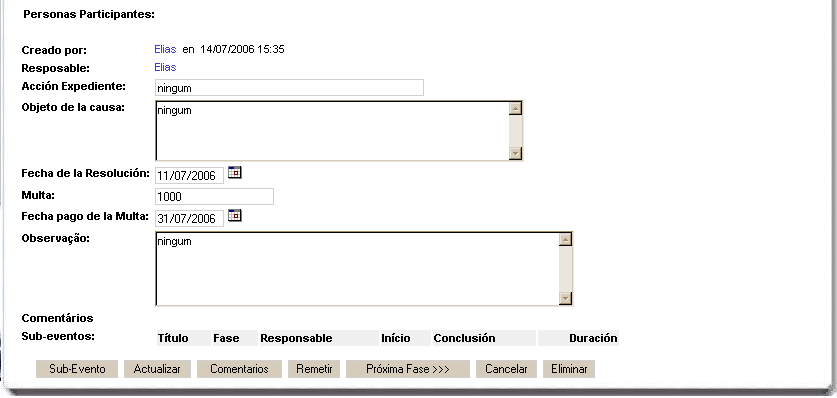 Personas Participantes:
Creado por: Elias en 14/07/2006 15:35
Resposable: Elias
Acción Expediente: ningum
Objeto de la causa: ningum
Fecha de la Resolución: 11/07/2006
Multa: 1000
Fecha pago de la Multa: 31/07/2006
Observação: ningum
Comentários
Sub-eventos: Título Fase Responsable Início Conclusión Duración
Sub-Evento Actualizar Comentarios Remetir Próxima Fase >>> Cancelar Eliminar